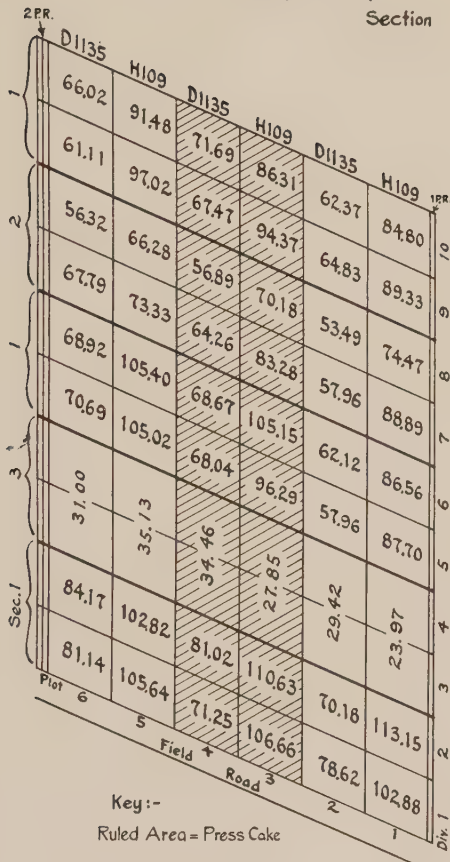 Section
2 P.R.
D1135 H109 D1135 H109 D1135 H109
1 P.R.
1 66.02 91.48 71.69 86.31 62.37 84.80 10
61.11 97.02 67.47 94.37 64.83 89.33 9
2 56.32 66.28 56.89 70.18 53.49 74.47 8
67.79 73.33 64.26 83.28 57.96 88.89 7
1 68.92 105.40 68.67 105.15 62.12 86.56 6
70.69 105.02 68.04 96.29 57.96 87.70 5
3 31.00 35.13 34.46 27.85 29.42 23.97 4
3
Sec. 1 84.17 102.82 81.02 110.63 70.18 113.15 2
81.14 105.64 71.25 106.66 78.62 102.88 Div. 1
Plot 6 5 4 3 2 1
Field Road
Key:-
Ruled Area = Press Cake